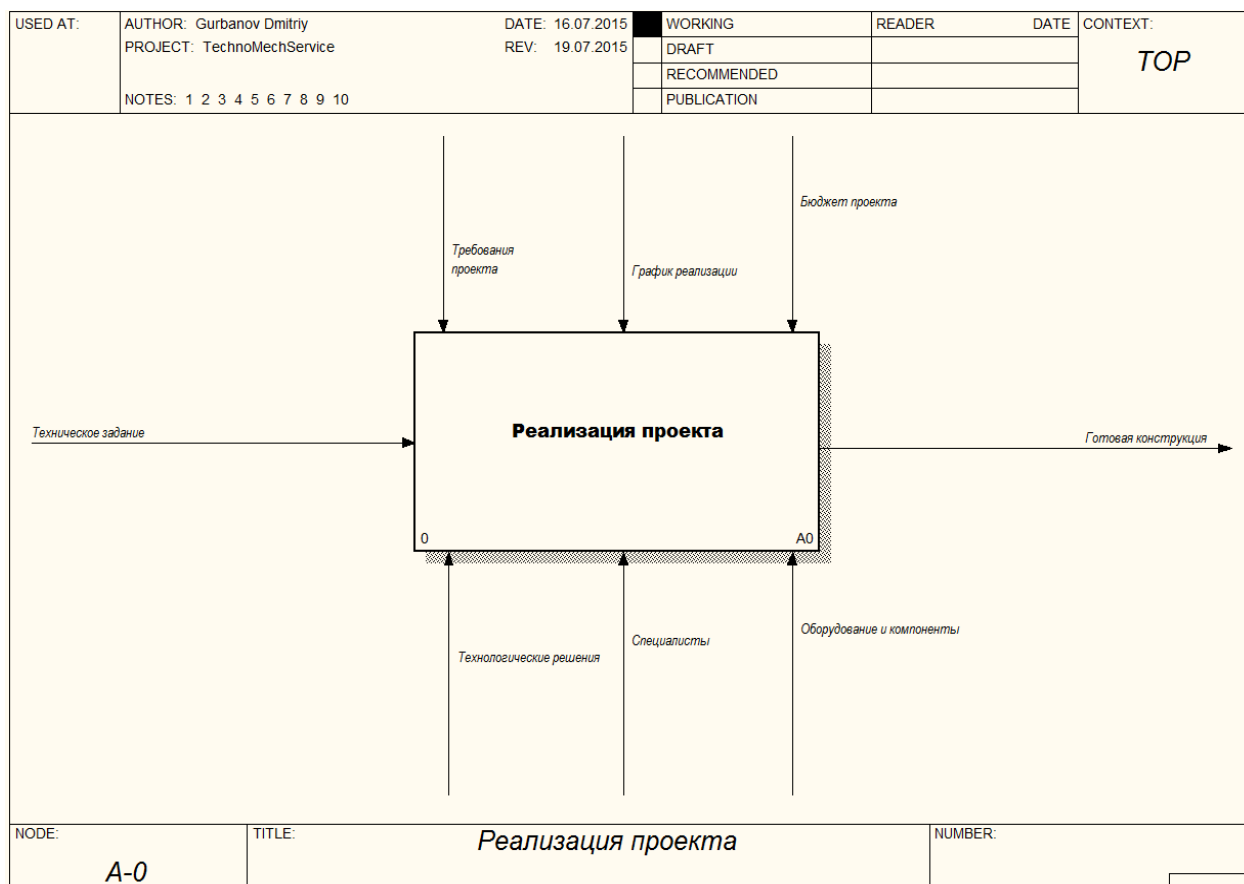 USED AT:
AUTHOR: Gurbanov Dmitriy
DATE: 16.07.2015
PROJECT: TechnoMechService
REV: 19.07.2015
NOTES: 1 2 3 4 5 6 7 8 9 10
WORKING
DRAFT
RECOMMENDED
PUBLICATION
READER
DATE
CONTEXT:
TOP
Бюджет проекта
Требования
проекта
График реализации
Техническое задание
Реализация проекта
Готовая конструкция
0
A0
Оборудование и компоненты
Специалисты
Технологические решения
NODE:
A-0
TITLE:
Реализация проекта
NUMBER: